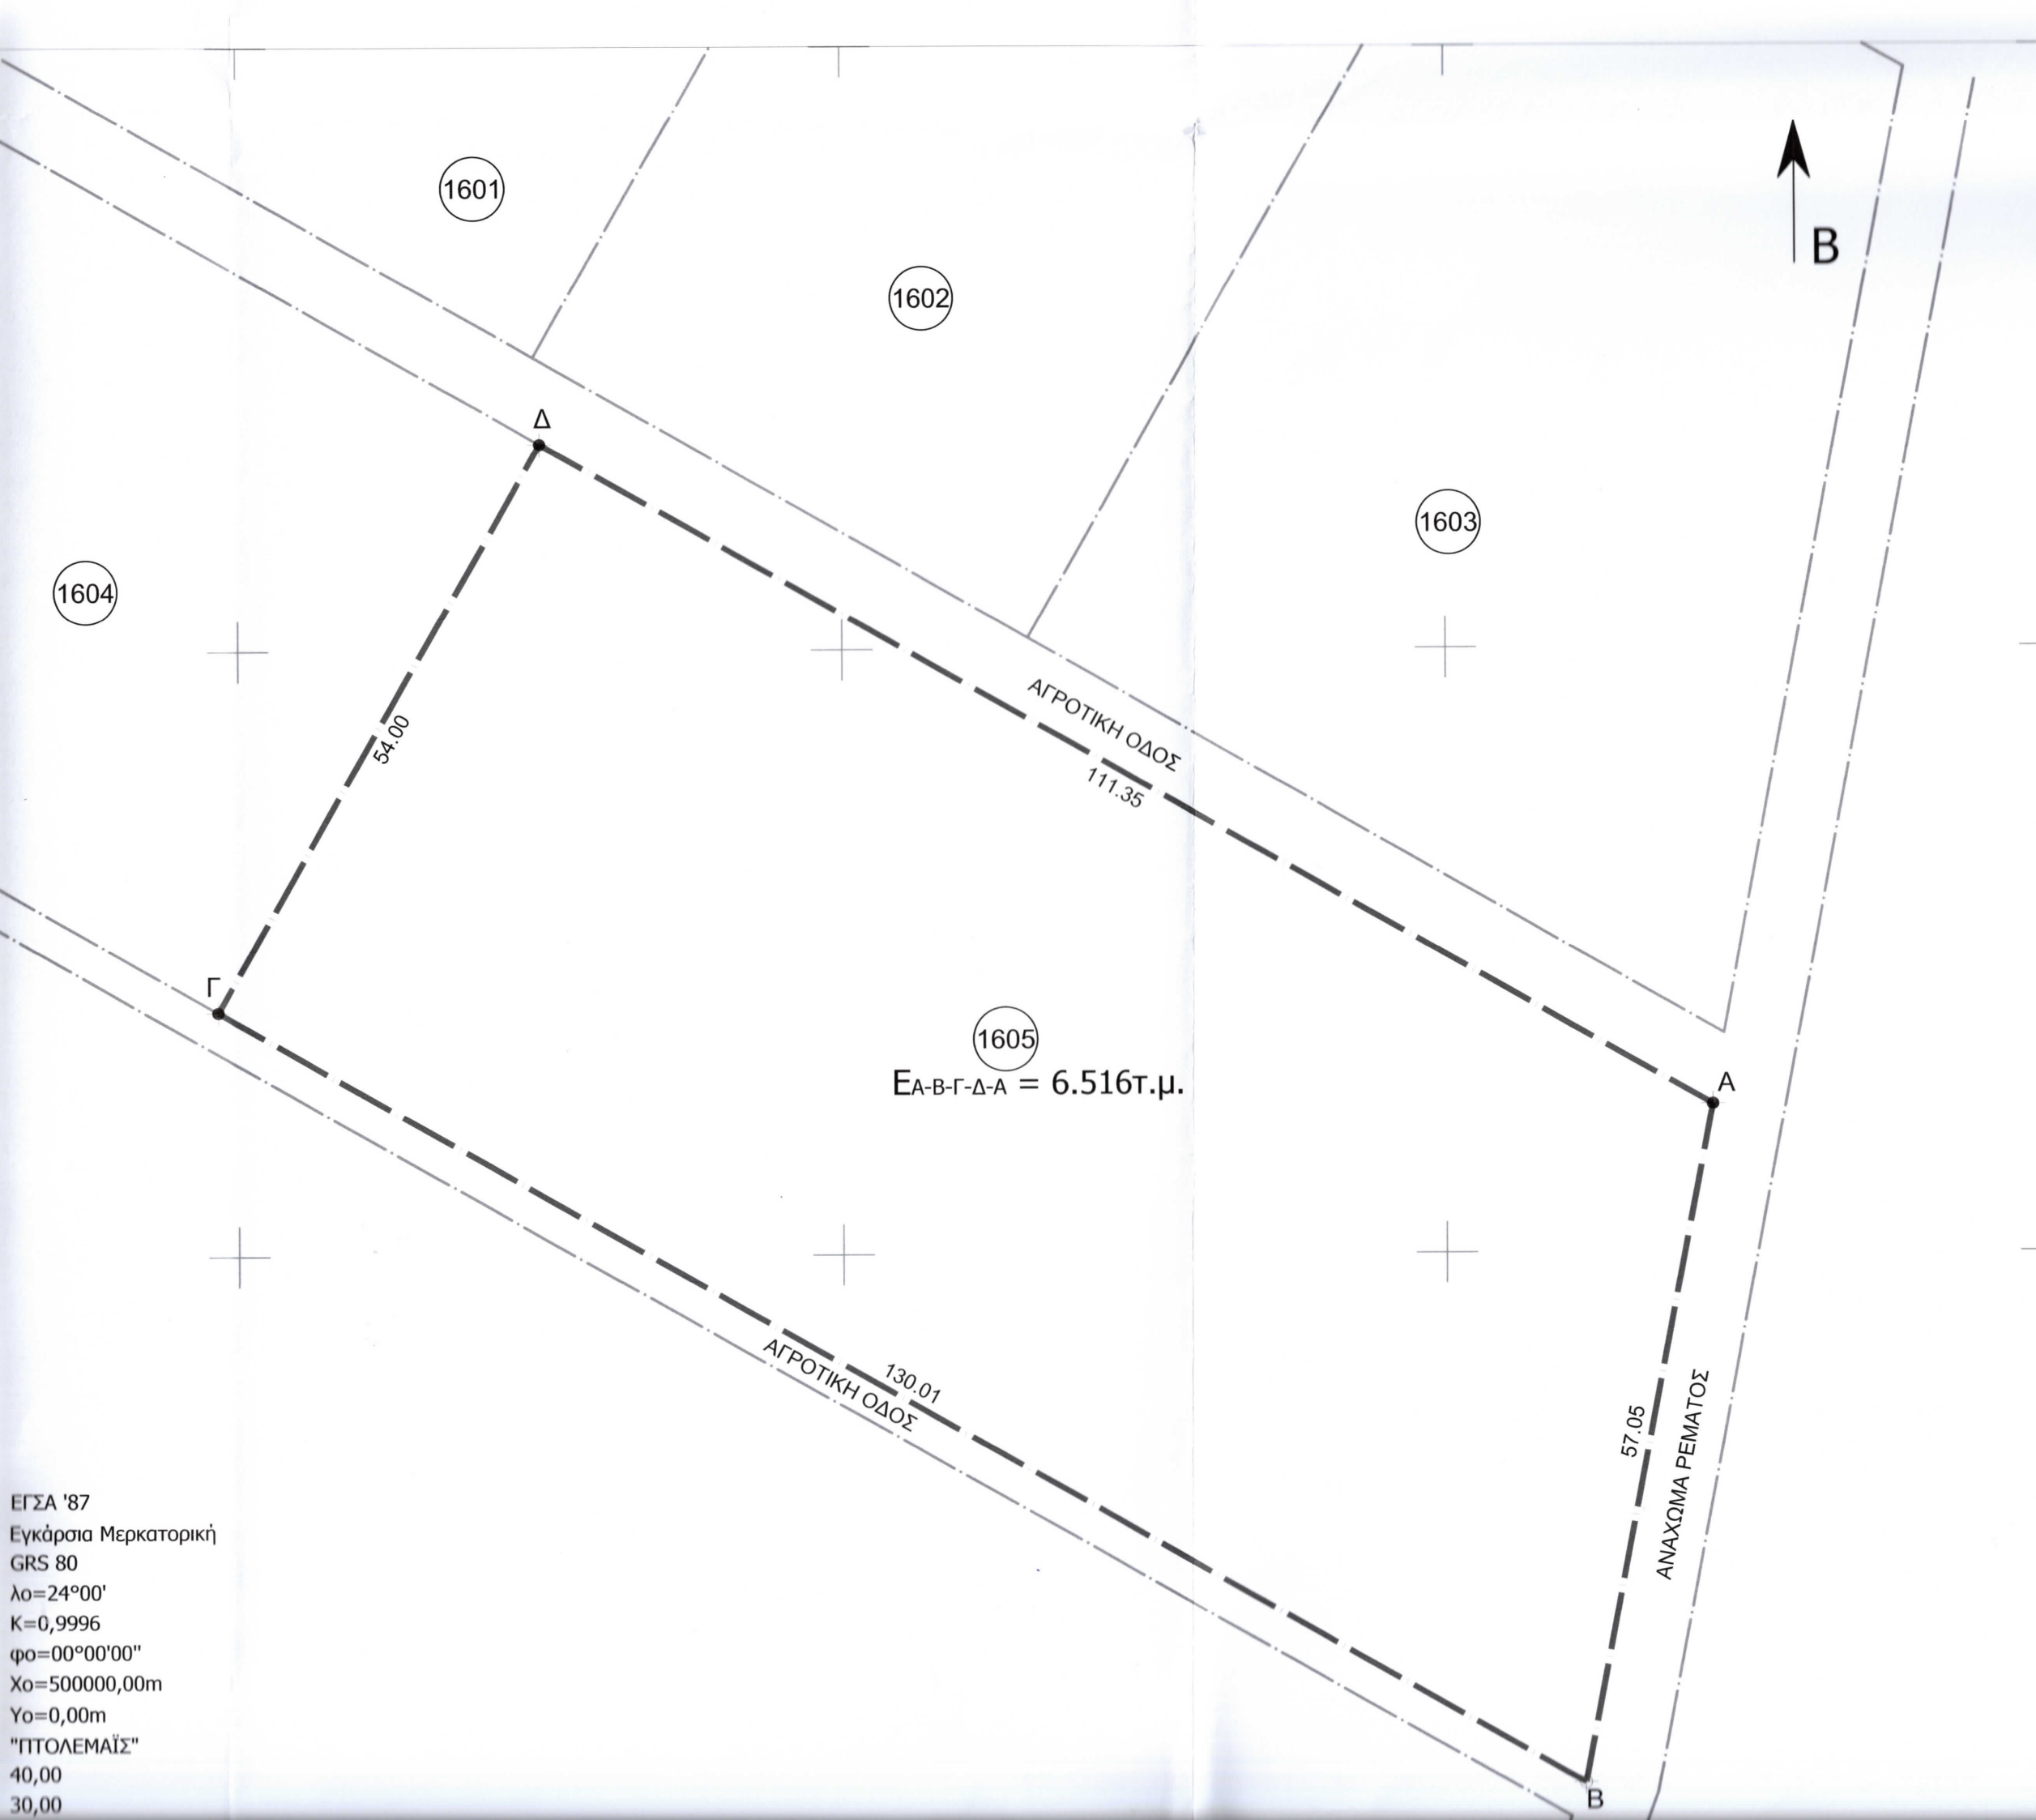 1601
B
1602
Δ
1603
1604
ΑΓΡΟΤΙΚΗ ΟΔΟΣ
54.00
111.35
Γ
1605
ΕΑ-Β-Γ-Δ-Α = 6.516τ.μ.
Α
ΑΓΡΟΤΙΚΗ ΟΔΟΣ
130.01
57.05
ΑΝΑΧΩΜΑ ΡΕΜΑΤΟΣ
ΕΓΣΑ '87
Εγκάρσια Μερκατορική
GRS 80
λο=24°00'
Κ=0,9996
φο=00°00'00"
Χο=500000,00m
Υο=0,00m
"ΠΤΟΛΕΜΑΪΣ"
40,00
30,00
Β